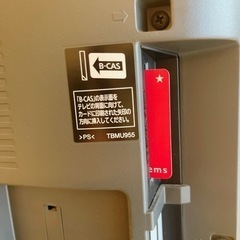 B-CAS
「B-CAS」の表示面を
テレビの背面に向けて、
カードに印刷された矢印の
方向に挿入してください。
>PS< TBMU955
ems